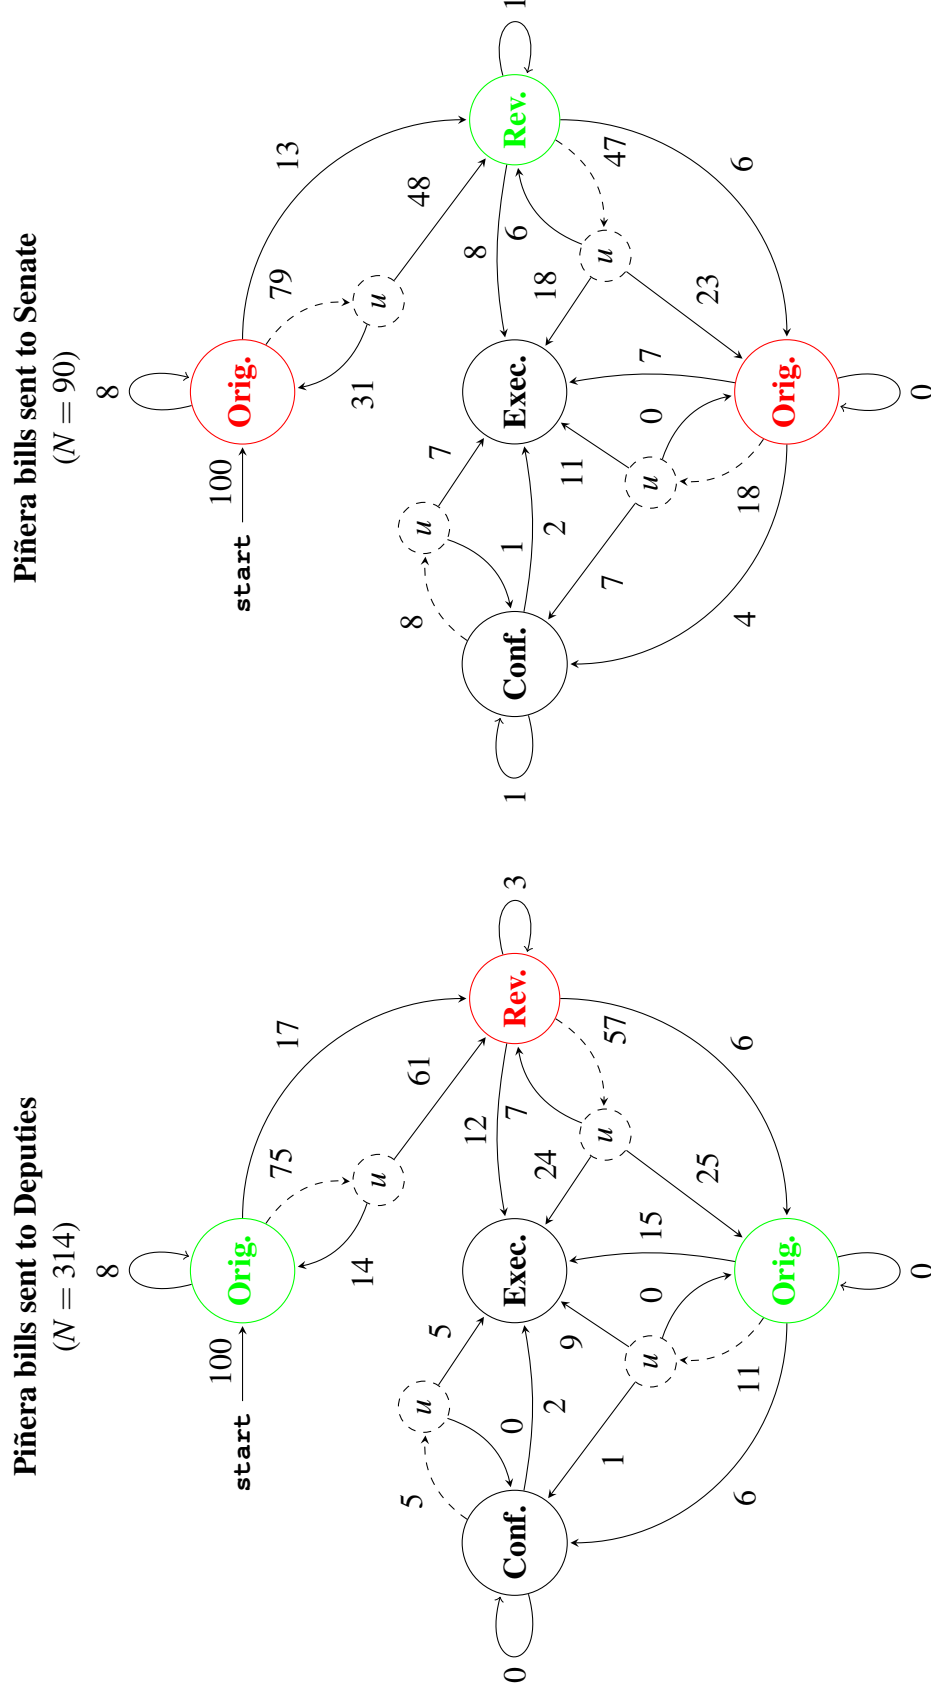 Piñera bills sent to Deputies
(N = 314)
start
100
Orig.
8
17
75
u
14
61
Rev.
3
12
7
57
u
24
25
6
Exec.
15
Orig.
0
0
9
u
11
1
6
5
u
5
0
2
Conf.
0
Piñera bills sent to Senate
(N = 90)
start
100
Orig.
8
13
79
u
31
48
Rev.
1
8
6
47
u
18
23
6
Exec.
7
Orig.
0
0
11
u
18
7
4
8
u
7
1
2
Conf.
1